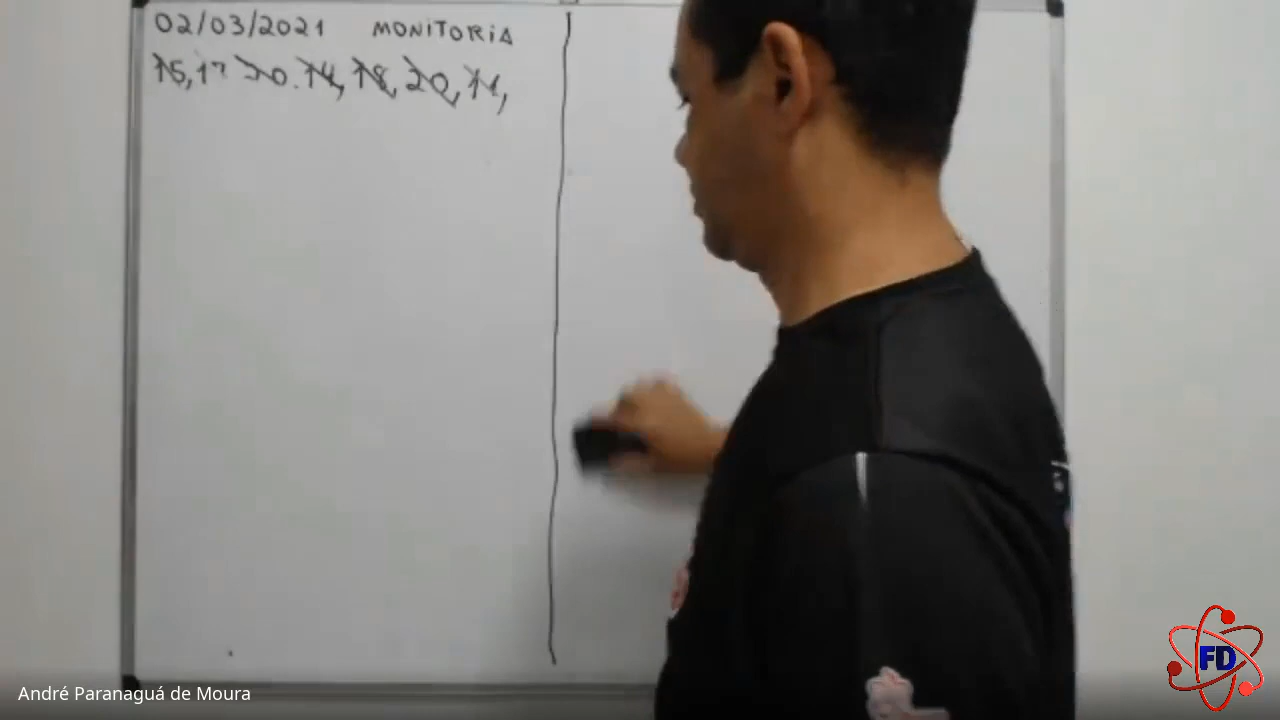 02/03/2021 MONITORIA
15, 17 20. 14, 18, 20, 11,
André Paranaguá de Moura
FD